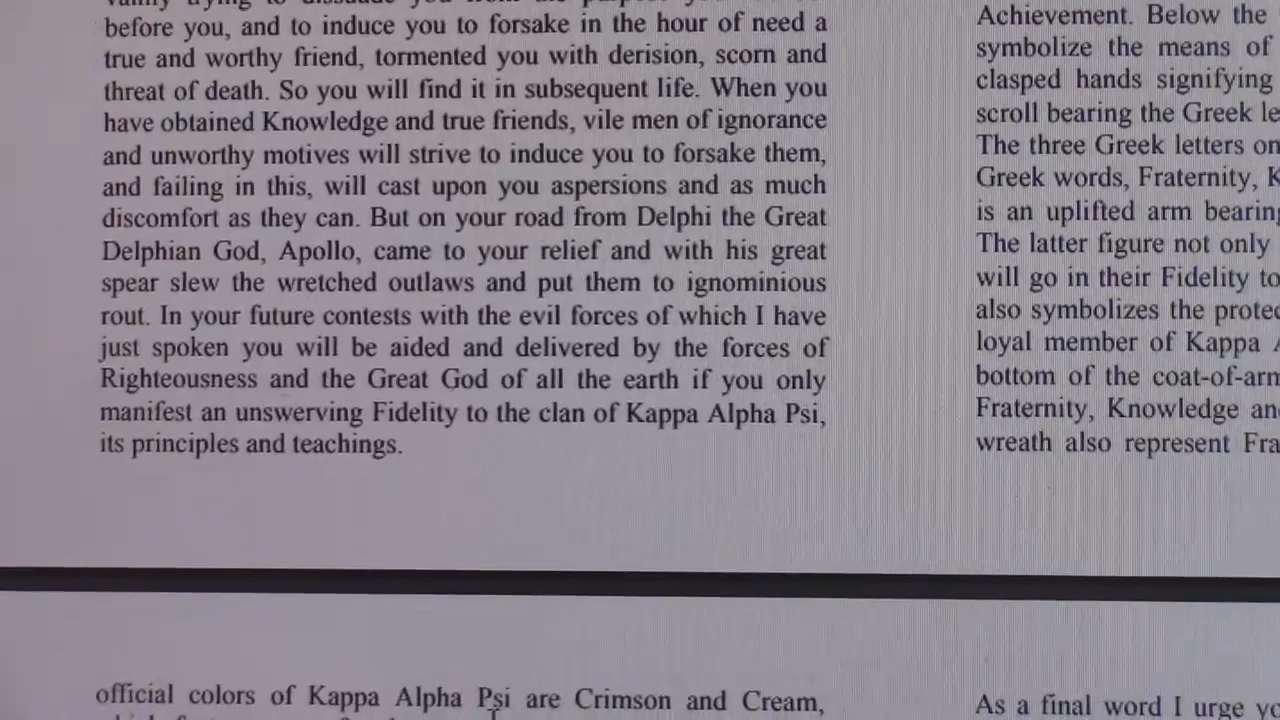 before you, and to induce you to forsake in the hour of need a
true and worthy friend, tormented you with derision, scorn and
threat of death. So you will find it in subsequent life. When you
have obtained Knowledge and true friends, vile men of ignorance
and unworthy motives will strive to induce you to forsake them,
and failing in this, will cast upon you aspersions and as much
discomfort as they can. But on your road from Delphi the Great
Delphian God, Apollo, came to your relief and with his great
spear slew the wretched outlaws and put them to ignominious
rout. In your future contests with the evil forces of which I have
just spoken you will be aided and delivered by the forces of
Righteousness and the Great God of all the earth if you only
manifest an unswerving Fidelity to the clan of Kappa Alpha Psi,
its principles and teachings.
official colors of Kappa Alpha Psi are Crimson and Cream,
Achievement. Below the
symbolize the means of
clasped hands signifying
scroll bearing the Greek
The three Greek letters on
Greek words, Fraternity,
is an uplifted arm
The latter figure not only
will go in their Fidelity to
also symbolizes the
loyal member of Kappa
bottom of the
Fraternity, Knowledge
wreath also represent
As a final word I urge